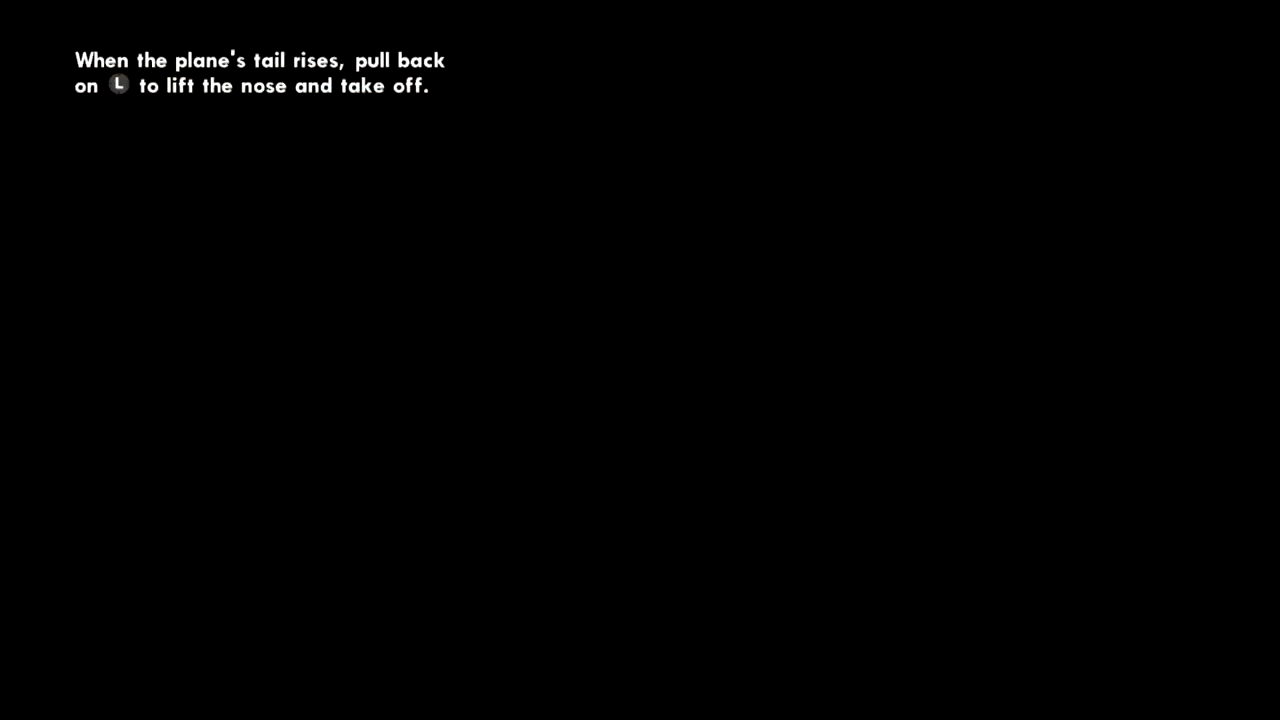 When the plane's tail rises, pull back
on L to lift the nose and take off.